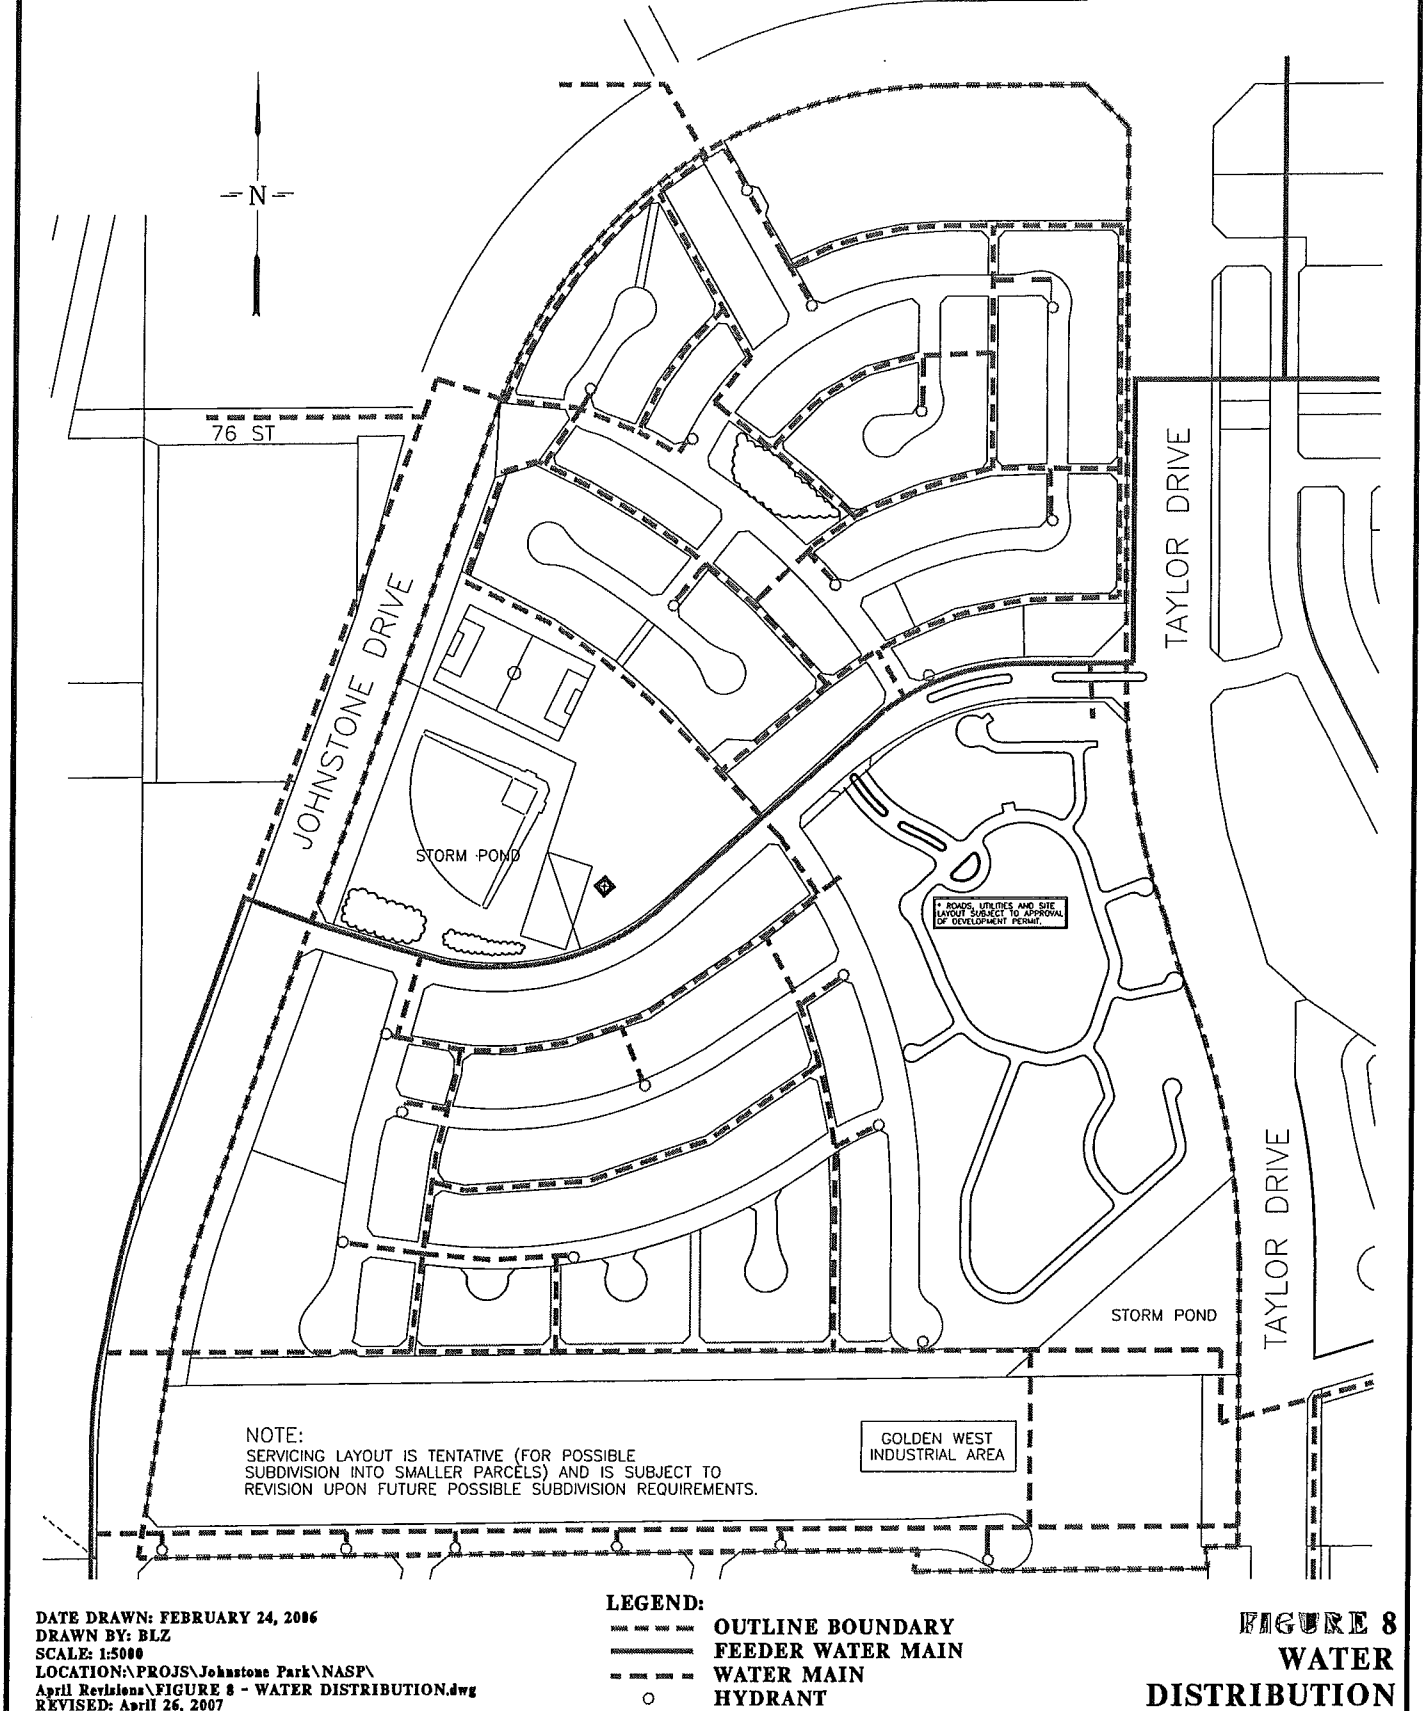 N
76 ST
JOHNSTONE DRIVE
TAYLOR DRIVE
STORM POND
* ROADS, UTILITIES AND SITE
LAYOUT SUBJECT TO APPROVAL
OF DEVELOPMENT PERMIT.
TAYLOR DRIVE
STORM POND
NOTE:
SERVICING LAYOUT IS TENTATIVE (FOR POSSIBLE
SUBDIVISION INTO SMALLER PARCELS) AND IS SUBJECT TO
REVISION UPON FUTURE POSSIBLE SUBDIVISION REQUIREMENTS.
GOLDEN WEST
INDUSTRIAL AREA
DATE DRAWN: FEBRUARY 24, 2006
DRAWN BY: BLZ
SCALE: 1:5000
LOCATION:\PROJS\Johnstone Park\NASP\
April Revisions\FIGURE 8 - WATER DISTRIBUTION.dwg
REVISED: April 26, 2007
LEGEND:
OUTLINE BOUNDARY
FEEDER WATER MAIN
WATER MAIN
HYDRANT
FIGURE 8
WATER
DISTRIBUTION